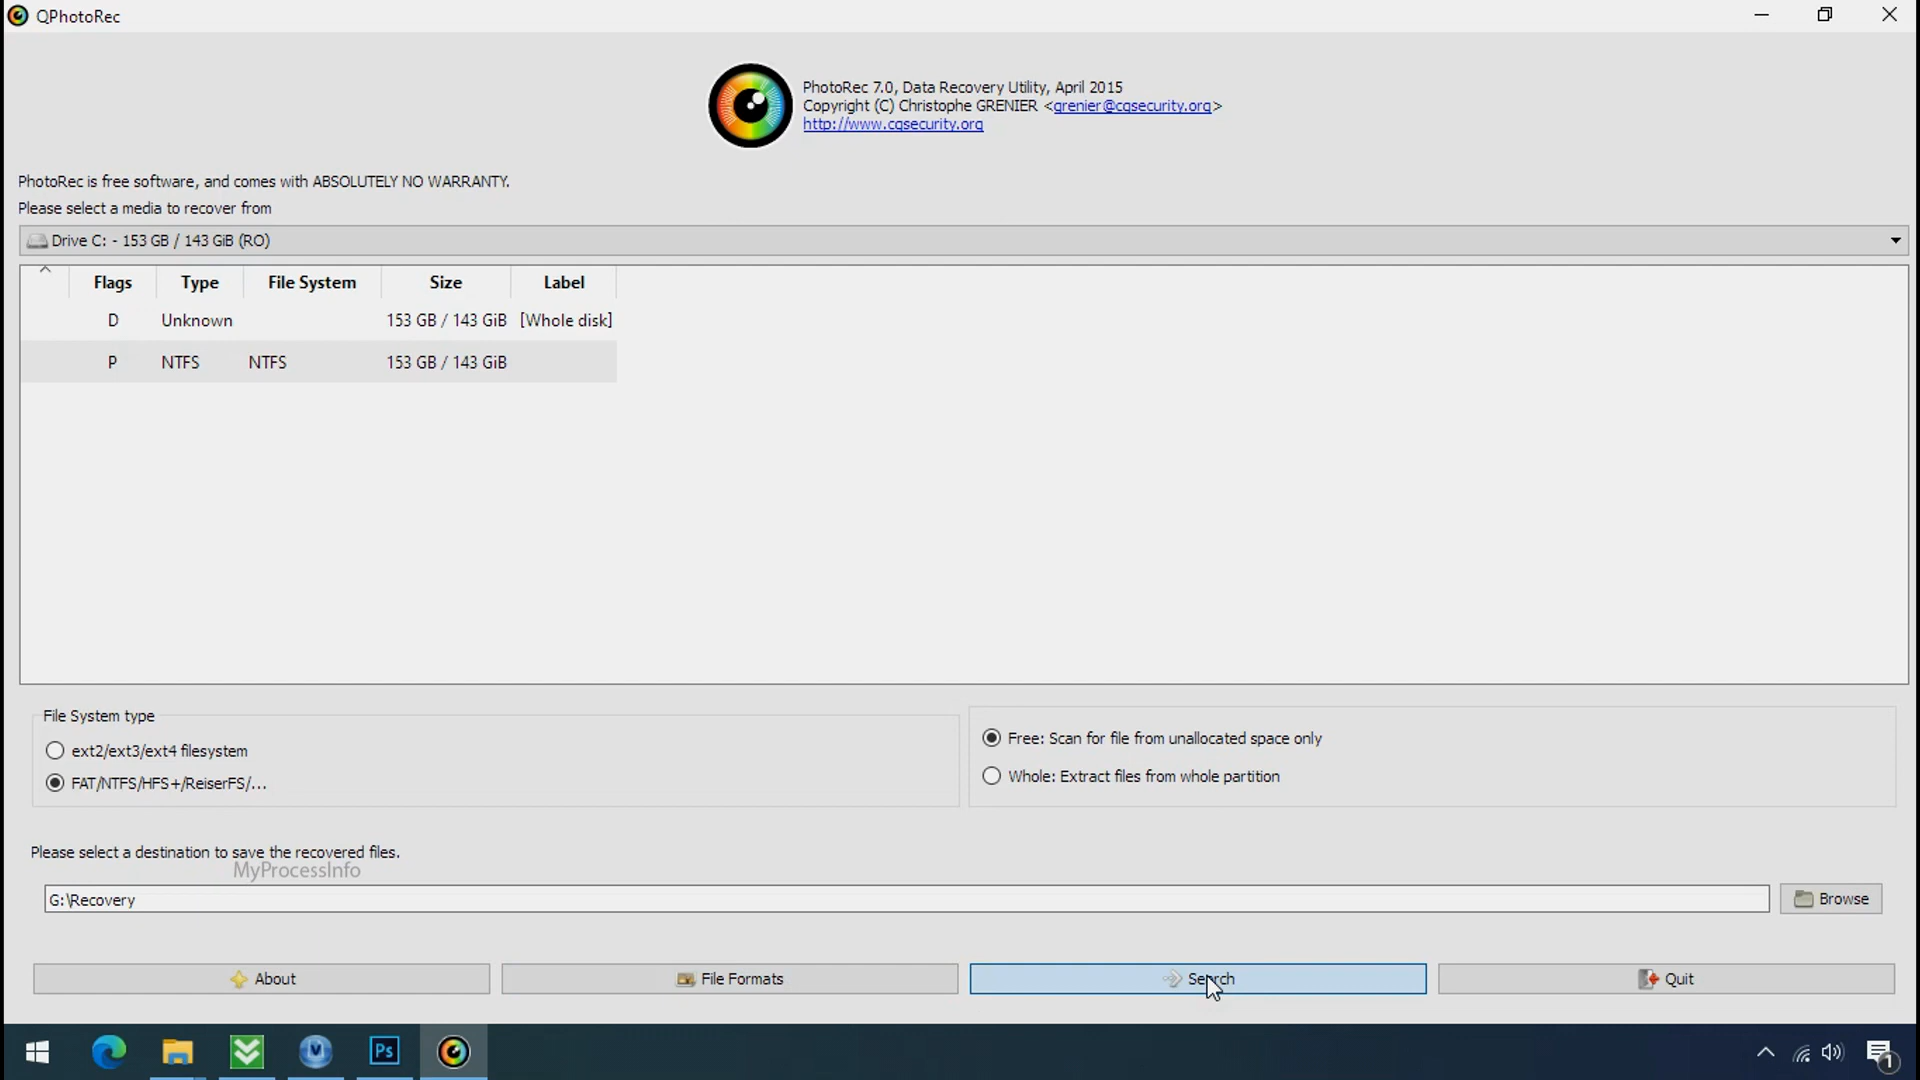 QPhotoRec
PhotoRec 7.0, Data Recovery Utility, April 2015
Copyright (C) Christophe GRENIER <grenier@cgsecurity.org>
http://www.cgsecurity.org
PhotoRec is free software, and comes with ABSOLUTELY NO WARRANTY.
Please select a media to recover from
Drive C: - 153 GB / 143 GiB (RO)
Flags Type File System Size Label
D Unknown 153 GB / 143 GiB [Whole disk]
P NTFS NTFS 153 GB / 143 GiB
File System type
ext2/ext3/ext4 filesystem
FAT/NTFS/HFS+/ReiserFS/...
Free: Scan for file from unallocated space only
Whole: Extract files from whole partition
Please select a destination to save the recovered files.
MyProcessInfo
G:\Recovery
Browse
About File Formats Search Quit
Ps
1